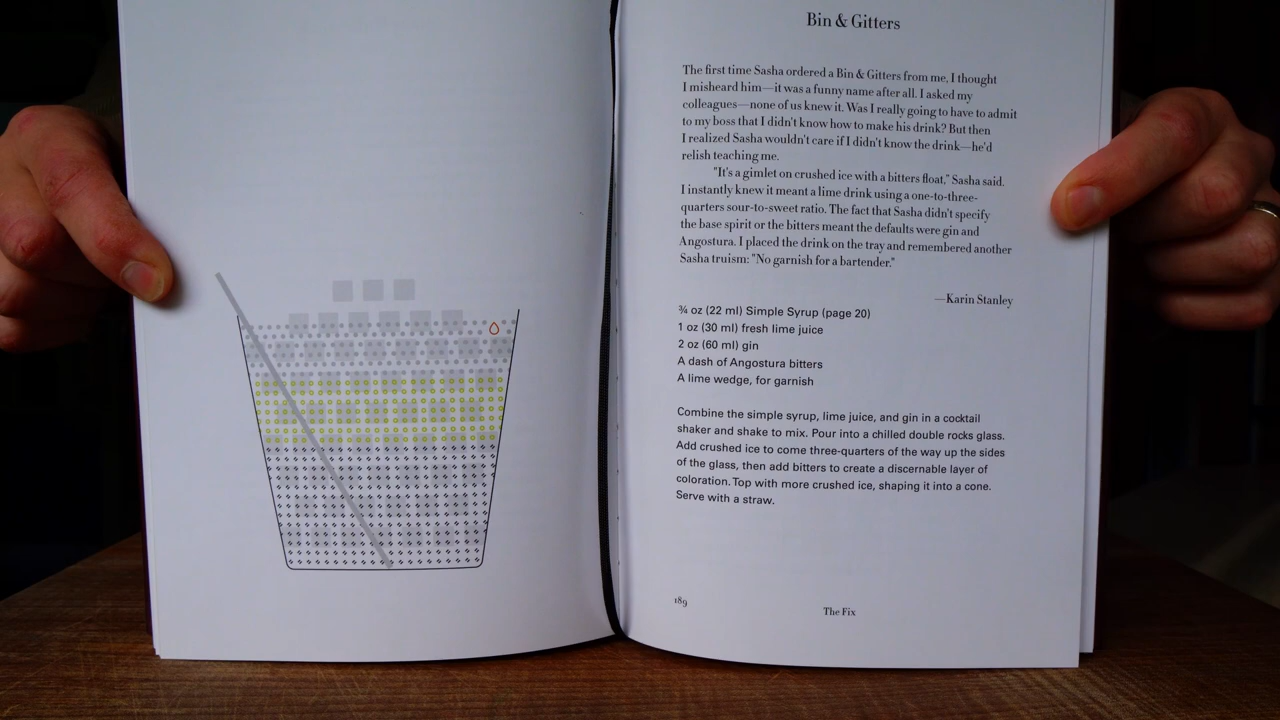 Bin & Gitters
The first time Sasha ordered a Bin & Gitters from me, I thought
I misheard him—it was a funny name after all. I asked my
colleagues—none of us knew it. Was I really going to have to admit
to my boss that I didn't know how to make his drink? But then
I realized Sasha wouldn't care if I didn't know the drink—he'd
relish teaching me.
"It's a gimlet on crushed ice with a bitters float," Sasha said.
I instantly knew it meant a lime drink using a one-to-three-
quarters sour-to-sweet ratio. The fact that Sasha didn't specify
the base spirit or the bitters meant the defaults were gin and
Angostura. I placed the drink on the tray and remembered another
Sasha truism: "No garnish for a bartender."
—Karin Stanley
¾ oz (22 ml) Simple Syrup (page 20)
1 oz (30 ml) fresh lime juice
2 oz (60 ml) gin
A dash of Angostura bitters
A lime wedge, for garnish
Combine the simple syrup, lime juice, and gin in a cocktail
shaker and shake to mix. Pour into a chilled double rocks glass.
Add crushed ice to come three-quarters of the way up the sides
of the glass, then add bitters to create a discernable layer of
coloration. Top with more crushed ice, shaping it into a cone.
Serve with a straw.
189
The Fix